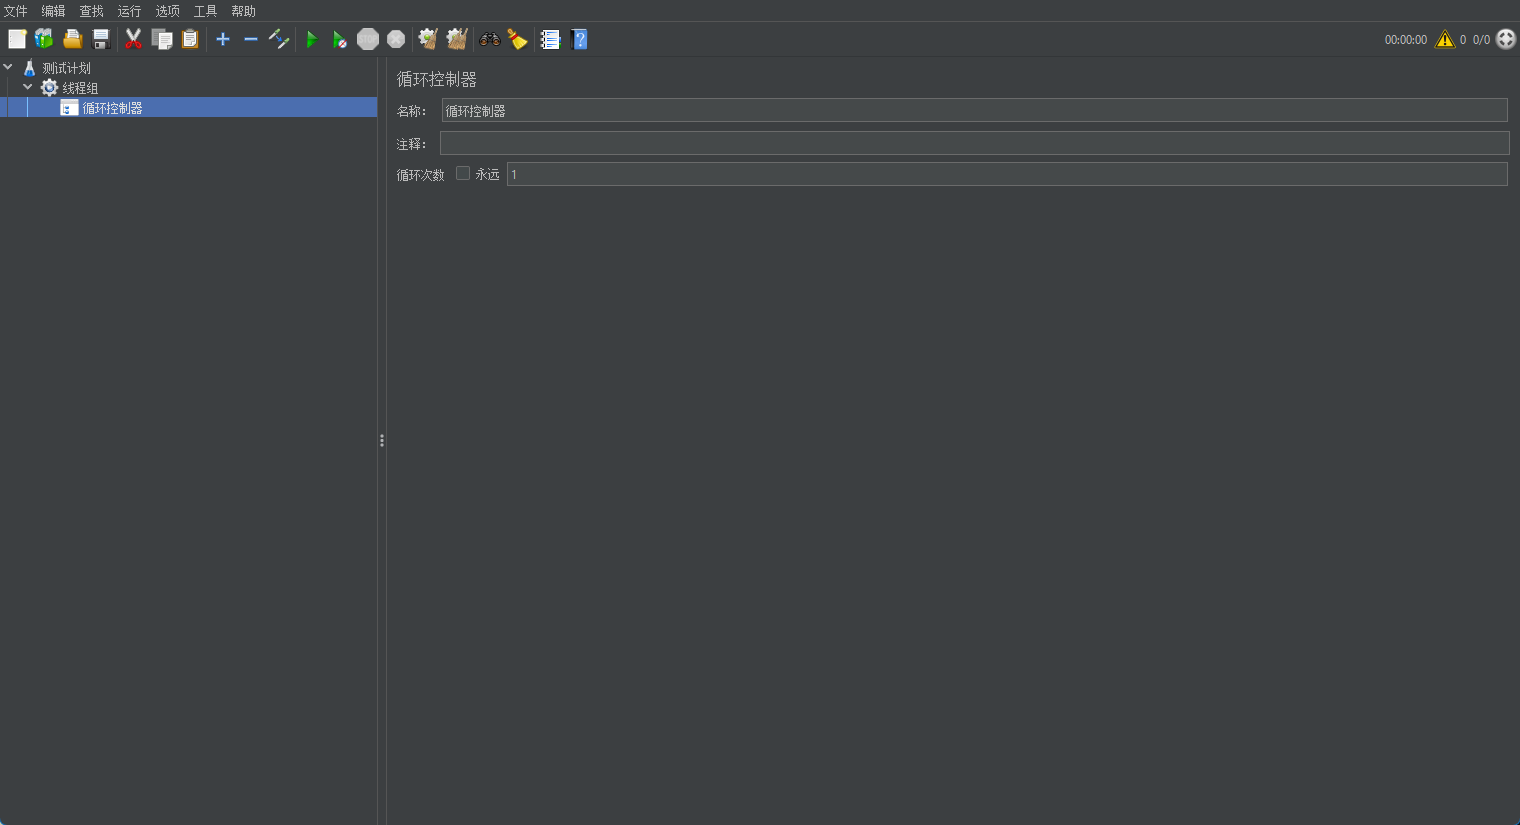 文件 编辑 查找 运行 选项 工具 帮助
00:00:00 0 0/0
测试计划
线程组
循环控制器
循环控制器
名称： 循环控制器
注释：
循环次数 永远 1